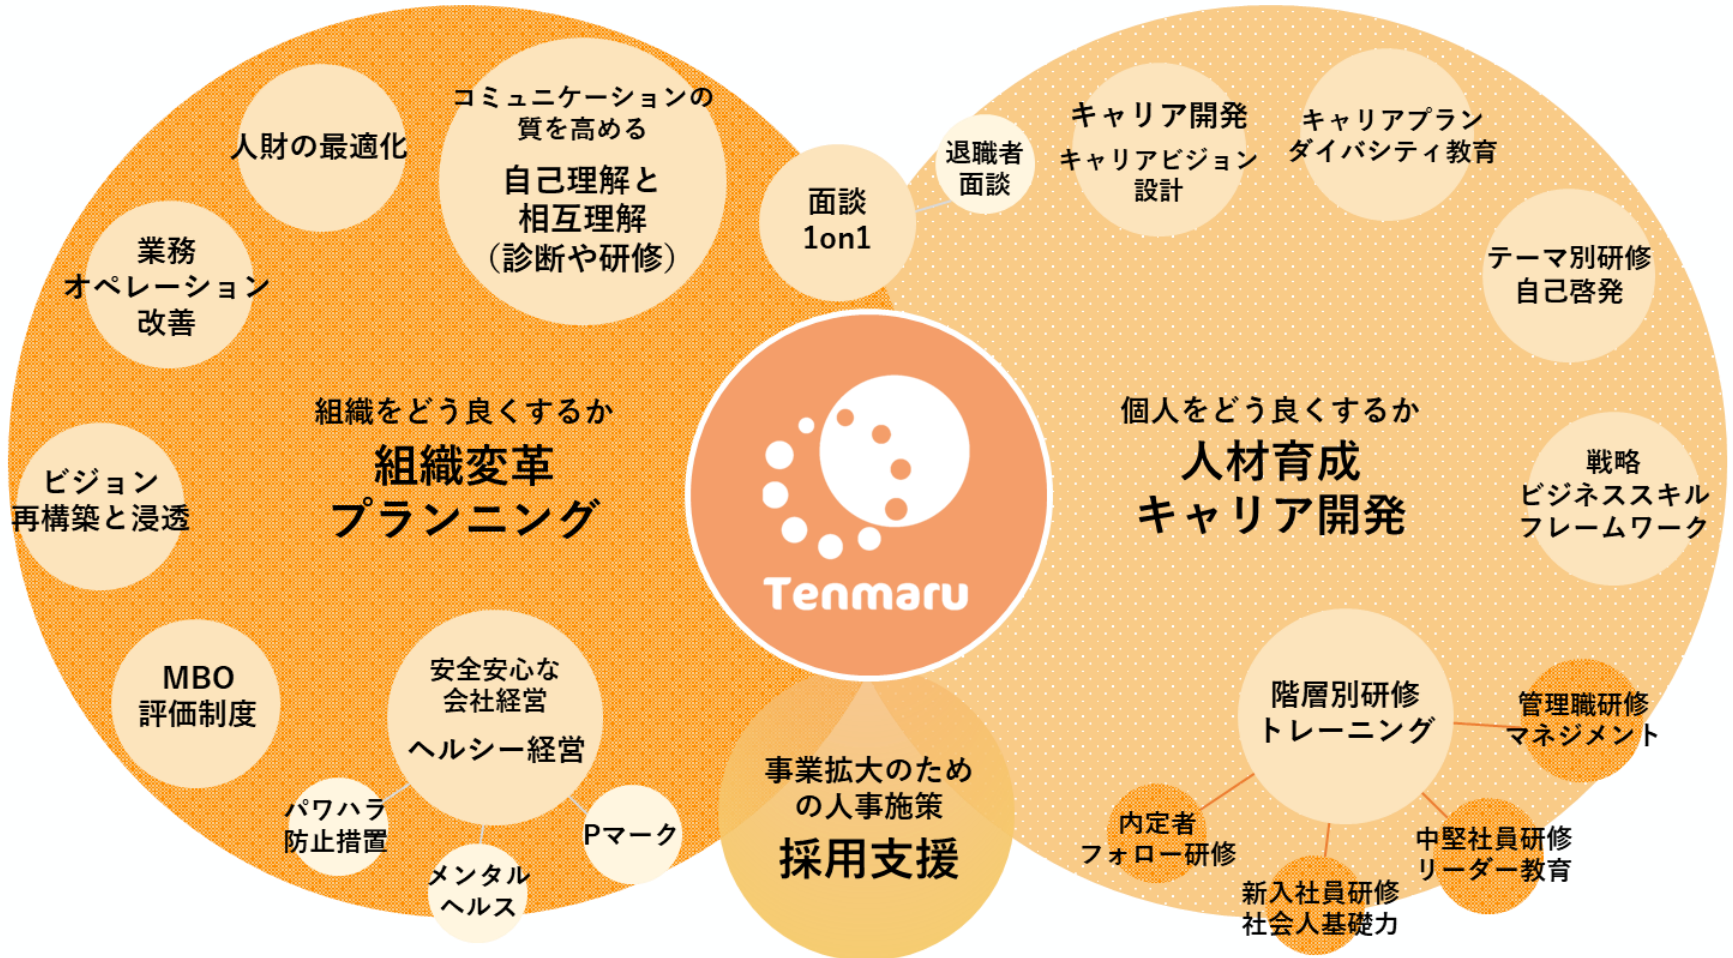 コミュニケーションの
質を高める
自己理解と
相互理解
（診断や研修）
人財の最適化
業務
オペレーション
改善
ビジョン
再構築と浸透
MBO
評価制度
組織をどう良くするか
組織変革
プランニング
安全安心な
会社経営
ヘルシー経営
パワハラ
防止措置
メンタル
ヘルス
Pマーク
面談
1on1
退職者
面談
Tenmaru
事業拡大のため
の人事施策
採用支援
キャリア開発
キャリアビジョン
設計
キャリアプラン
ダイバシティ教育
テーマ別研修
自己啓発
個人をどう良くするか
人材育成
キャリア開発
戦略
ビジネススキル
フレームワーク
階層別研修
トレーニング
管理職研修
マネジメント
内定者
フォロー研修
中堅社員研修
リーダー教育
新入社員研修
社会人基礎力